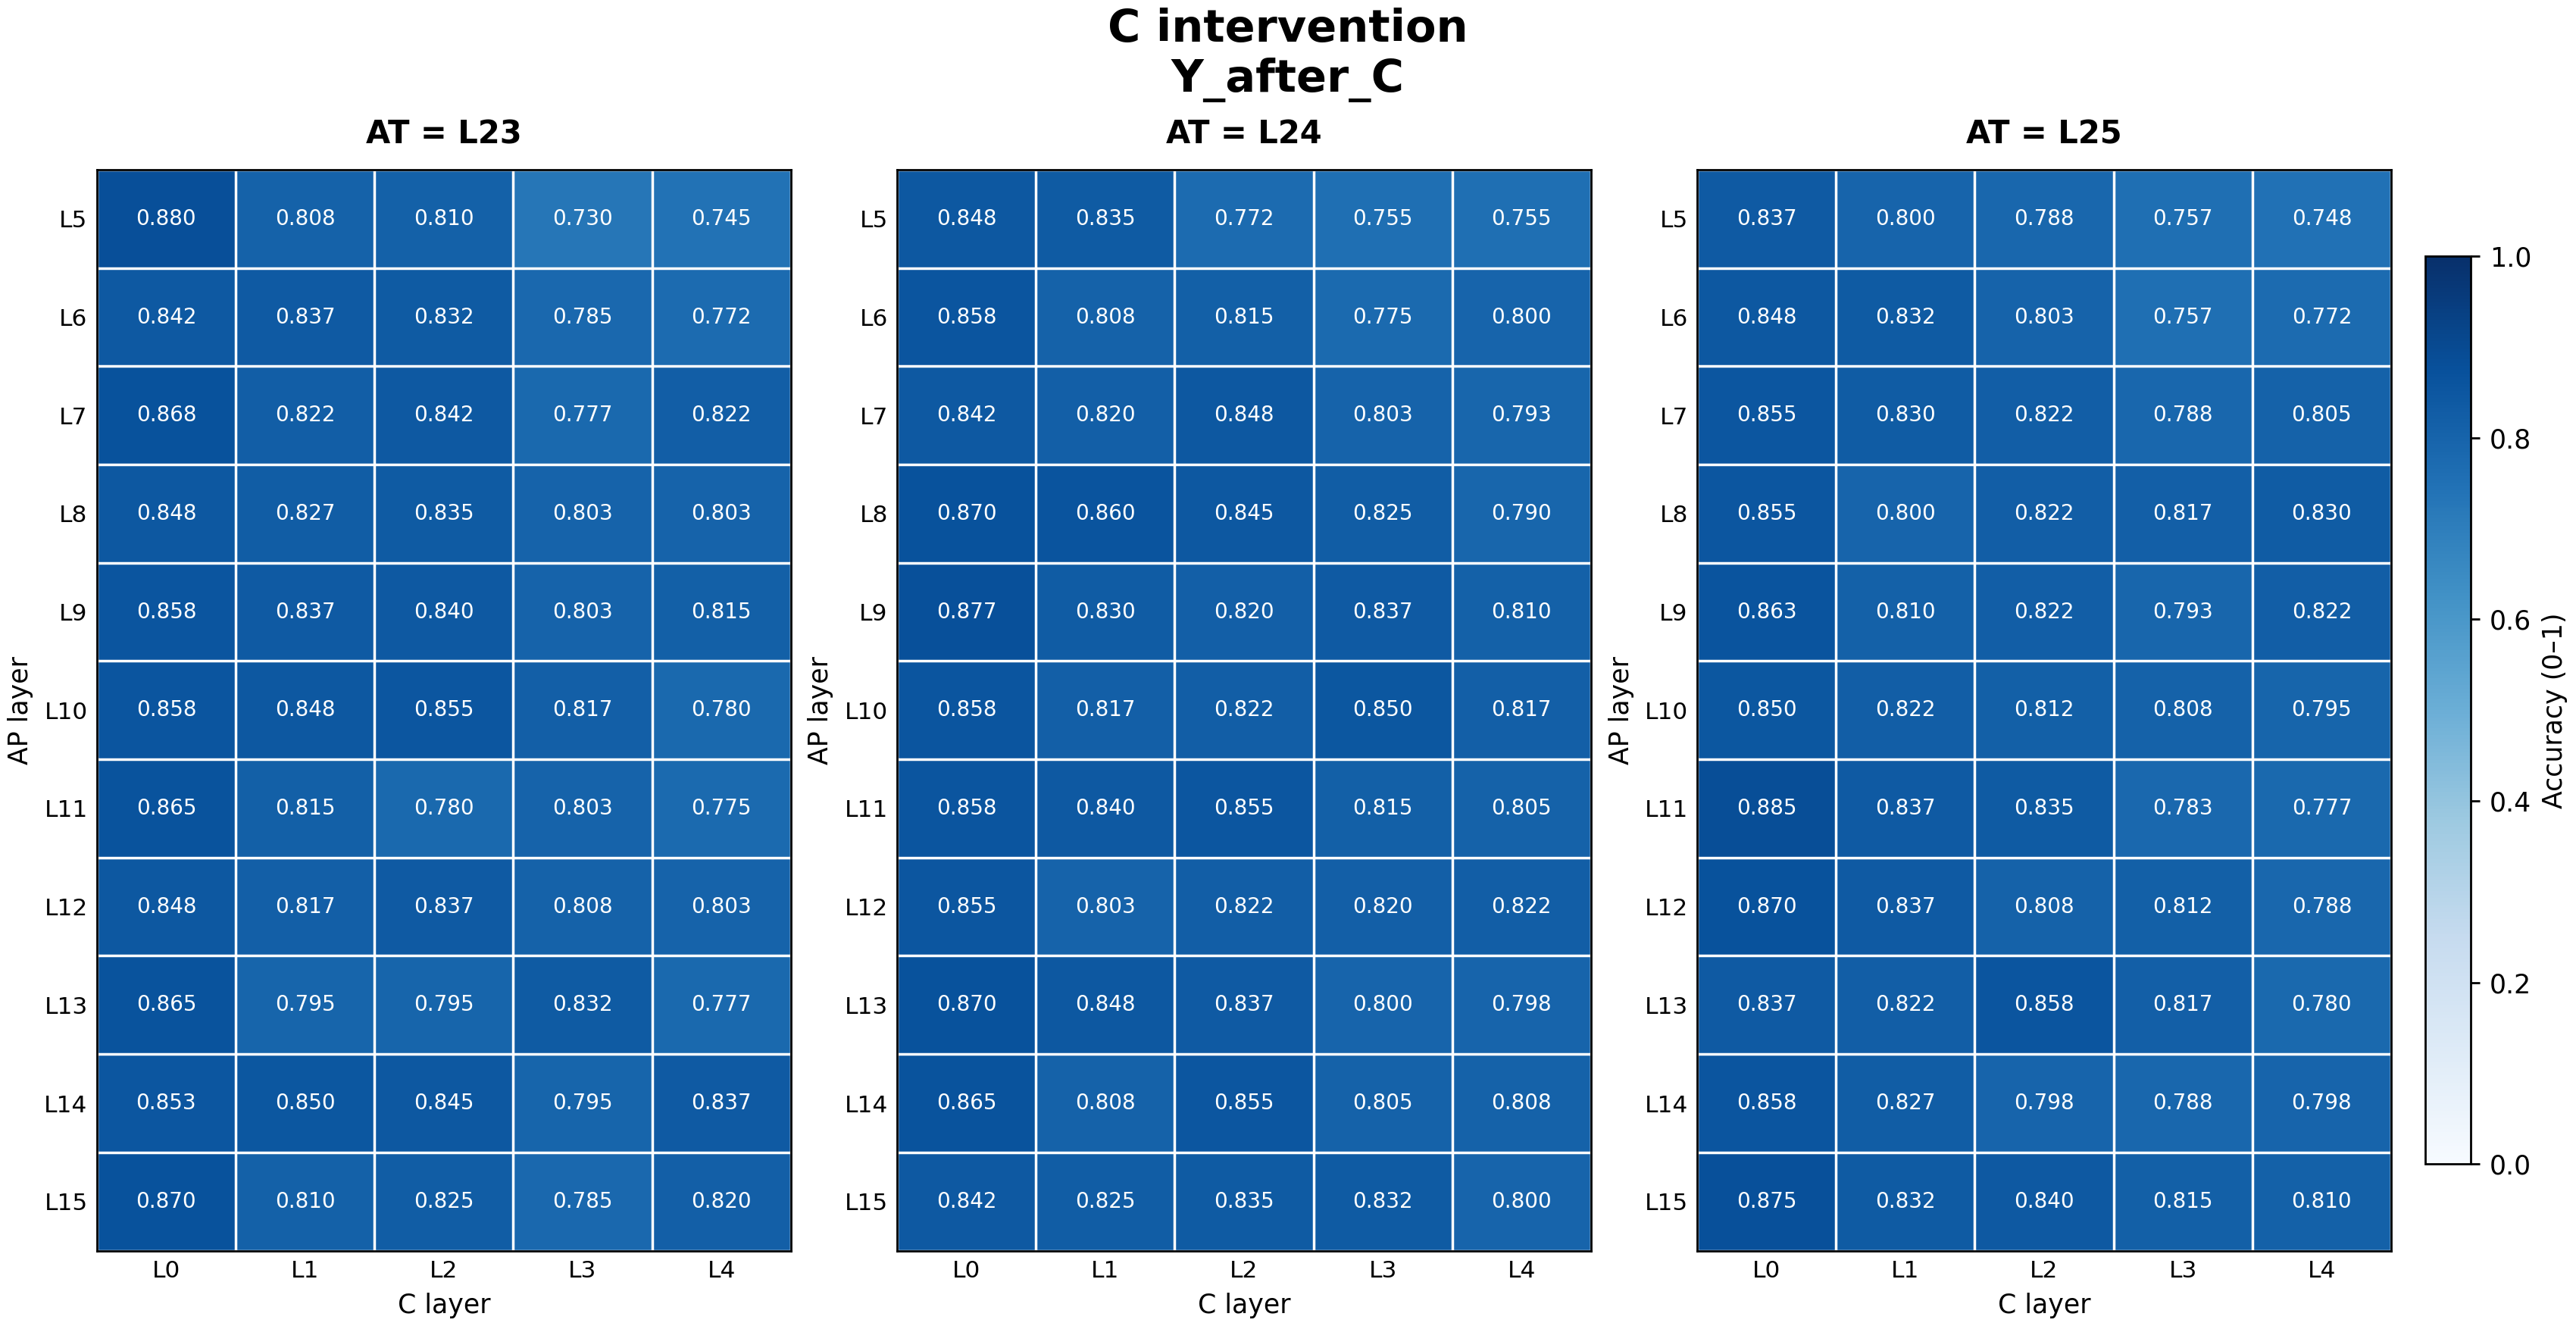 C intervention
Y_after_C
AT = L23 AT = L24 AT = L25
L5 0.880 0.808 0.810 0.730 0.745 L5 0.848 0.835 0.772 0.755 0.755 L5 0.837 0.800 0.788 0.757 0.748
L6 0.842 0.837 0.832 0.785 0.772 L6 0.858 0.808 0.815 0.775 0.800 L6 0.848 0.832 0.803 0.757 0.772
L7 0.868 0.822 0.842 0.777 0.822 L7 0.842 0.820 0.848 0.803 0.793 L7 0.855 0.830 0.822 0.788 0.805
L8 0.848 0.827 0.835 0.803 0.803 L8 0.870 0.860 0.845 0.825 0.790 L8 0.855 0.800 0.822 0.817 0.830
L9 0.858 0.837 0.840 0.803 0.815 L9 0.877 0.830 0.820 0.837 0.810 L9 0.863 0.810 0.822 0.793 0.822
L10 0.858 0.848 0.855 0.817 0.780 L10 0.858 0.817 0.822 0.850 0.817 L10 0.850 0.822 0.812 0.808 0.795
L11 0.865 0.815 0.780 0.803 0.775 L11 0.858 0.840 0.855 0.815 0.805 L11 0.885 0.837 0.835 0.783 0.777
L12 0.848 0.817 0.837 0.808 0.803 L12 0.855 0.803 0.822 0.820 0.822 L12 0.870 0.837 0.808 0.812 0.788
L13 0.865 0.795 0.795 0.832 0.777 L13 0.870 0.848 0.837 0.800 0.798 L13 0.837 0.822 0.858 0.817 0.780
L14 0.853 0.850 0.845 0.795 0.837 L14 0.865 0.808 0.855 0.805 0.808 L14 0.858 0.827 0.798 0.788 0.798
L15 0.870 0.810 0.825 0.785 0.820 L15 0.842 0.825 0.835 0.832 0.800 L15 0.875 0.832 0.840 0.815 0.810
L0 L1 L2 L3 L4 L0 L1 L2 L3 L4 L0 L1 L2 L3 L4
C layer C layer C layer
AP layer
AP layer
AP layer
1.0
0.8
0.6
0.4
0.2
0.0
Accuracy (0–1)